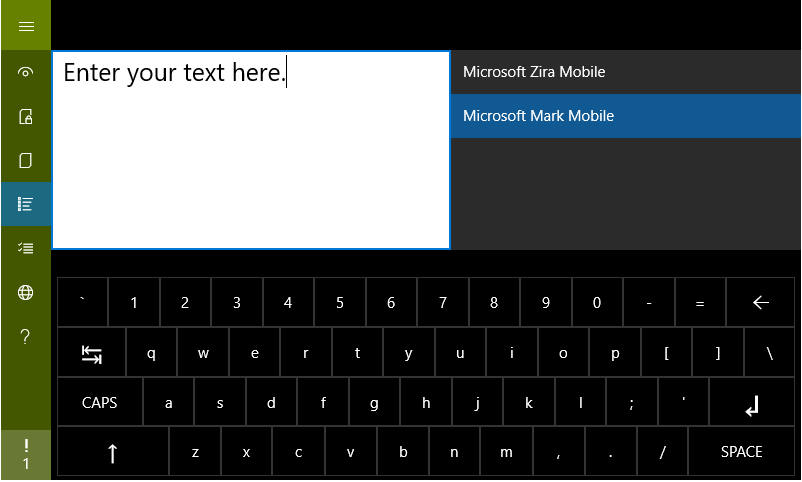 Enter your text here.
Microsoft Zira Mobile
Microsoft Mark Mobile
` 1 2 3 4 5 6 7 8 9 0 - = ←
q w e r t y u i o p [ ] \
CAPS a s d f g h j k l ; '
↑ z x c v b n m , . / SPACE
?
!
1